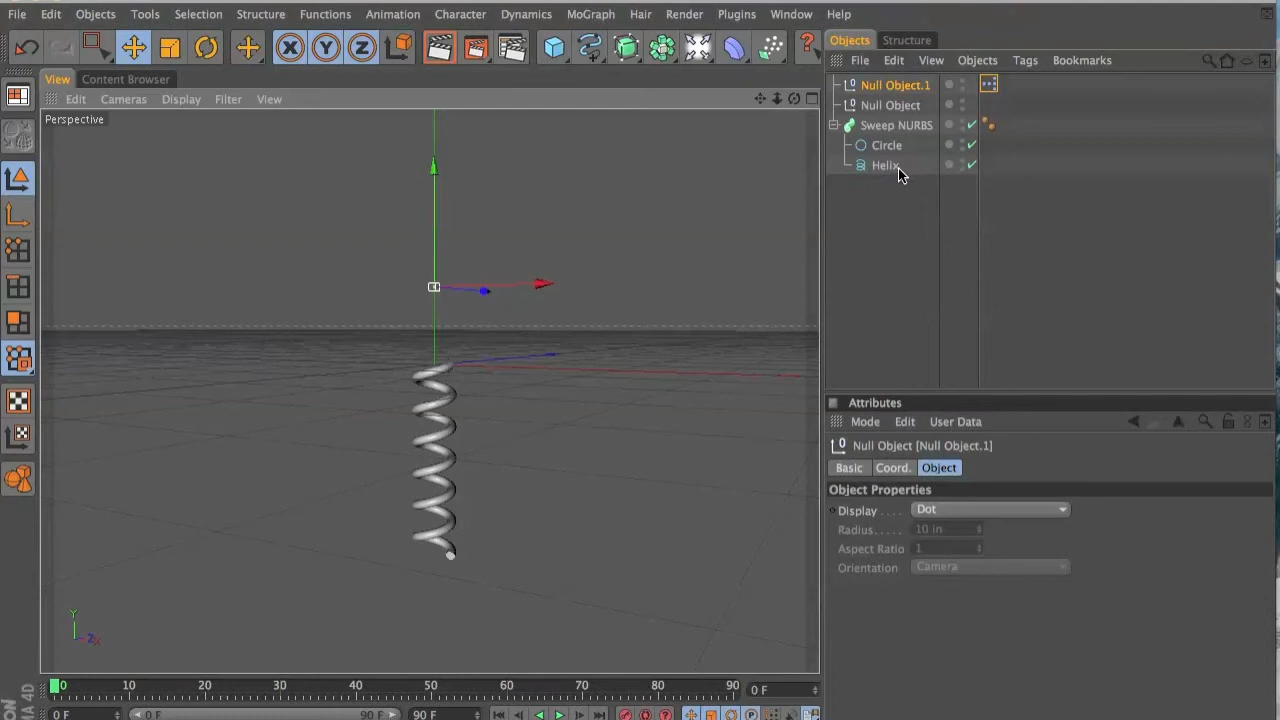 File Edit Objects Tools Selection Structure Functions Animation Character Dynamics MoGraph Hair Render Plugins Window Help
X Y Z ?
View Content Browser
Edit Cameras Display Filter View
Perspective
Y
Z X
0 10 20 30 40 50 60 70 80 90 0 F
0 F 0 F 90 F 90 F
Objects Structure
File Edit View Objects Tags Bookmarks
Null Object.1
Null Object
Sweep NURBS
Circle
Helix
Attributes
Mode Edit User Data
Null Object [Null Object.1]
Basic Coord. Object
Object Properties
Display . . . . Dot
Radius. . . . . 10 in
Aspect Ratio 1
Orientation Camera